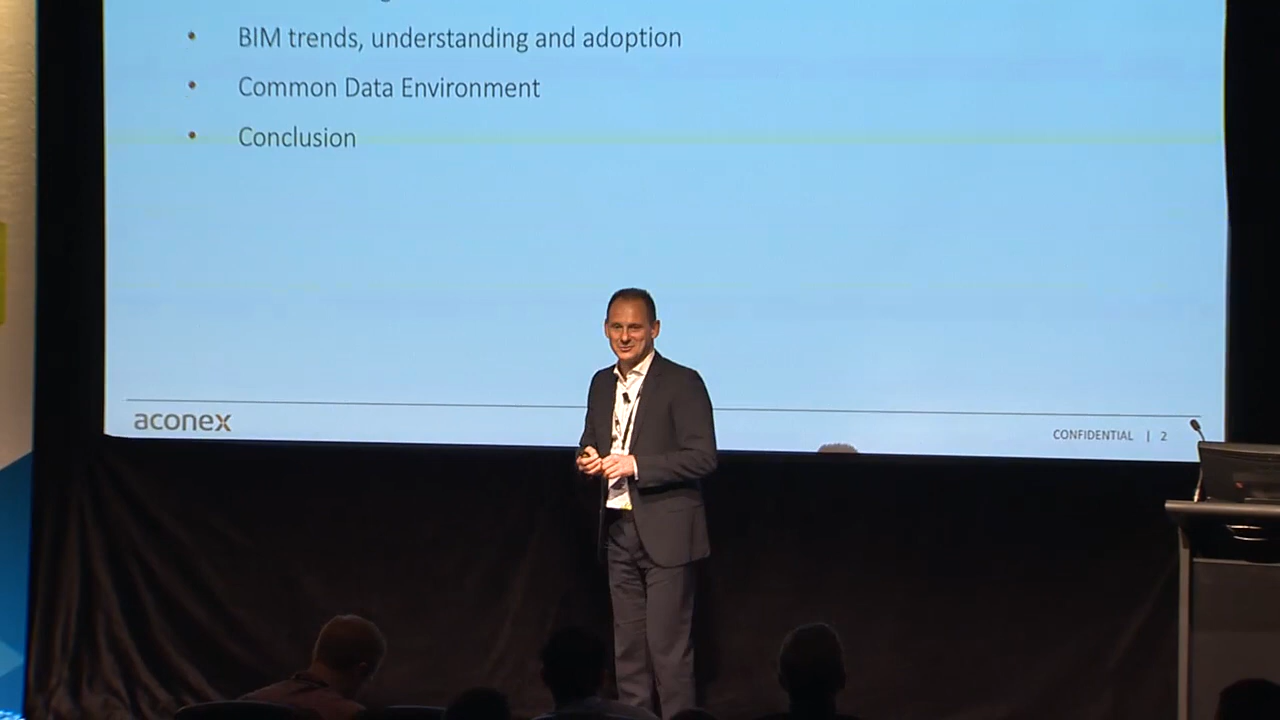 BIM trends, understanding and adoption
Common Data Environment
Conclusion
aconex
CONFIDENTIAL | 2